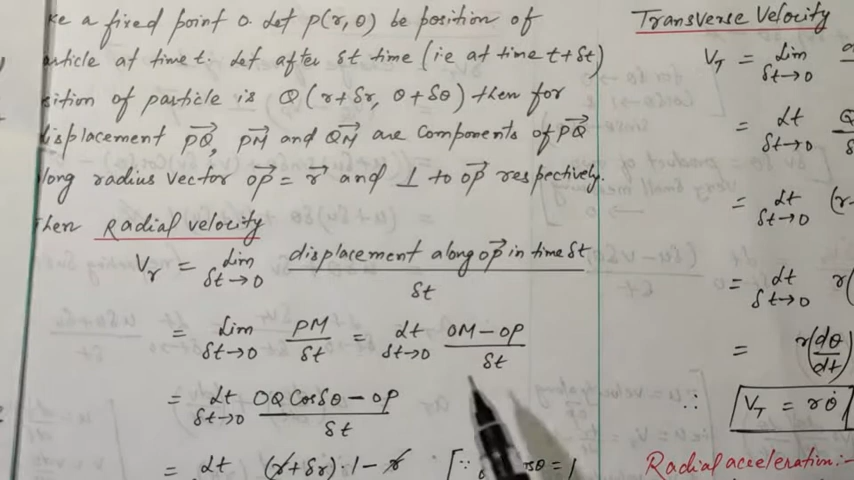 ke a fixed point O. Let P(r, θ) be position of
article at time t. Let after δt time (i.e at time t+δt)
sition of particle is Q(r+δr, θ+δθ) then for
displacement PQ⃗, PM⃗ and QM⃗ are components of PQ⃗
long radius vector OP⃗ = r⃗ and ⊥ to OP⃗ respectively.
then Radial velocity
Vr = lim δt→0 displacement along OP⃗ in time δt / δt
= lim δt→0 PM/δt = lt δt→0 OM-OP/δt
= lt δt→0 OQ Cosδθ-OP/δt
= lt (r+δr).1-r [∵ θ=1
Transverse Velocity
VT = lim δt→0
= lt δt→0
= lt δt→0 (r
= lt δt→0 r(
= r(dθ/dt)
∴ VT = rθ̇
Radial acceleration:-